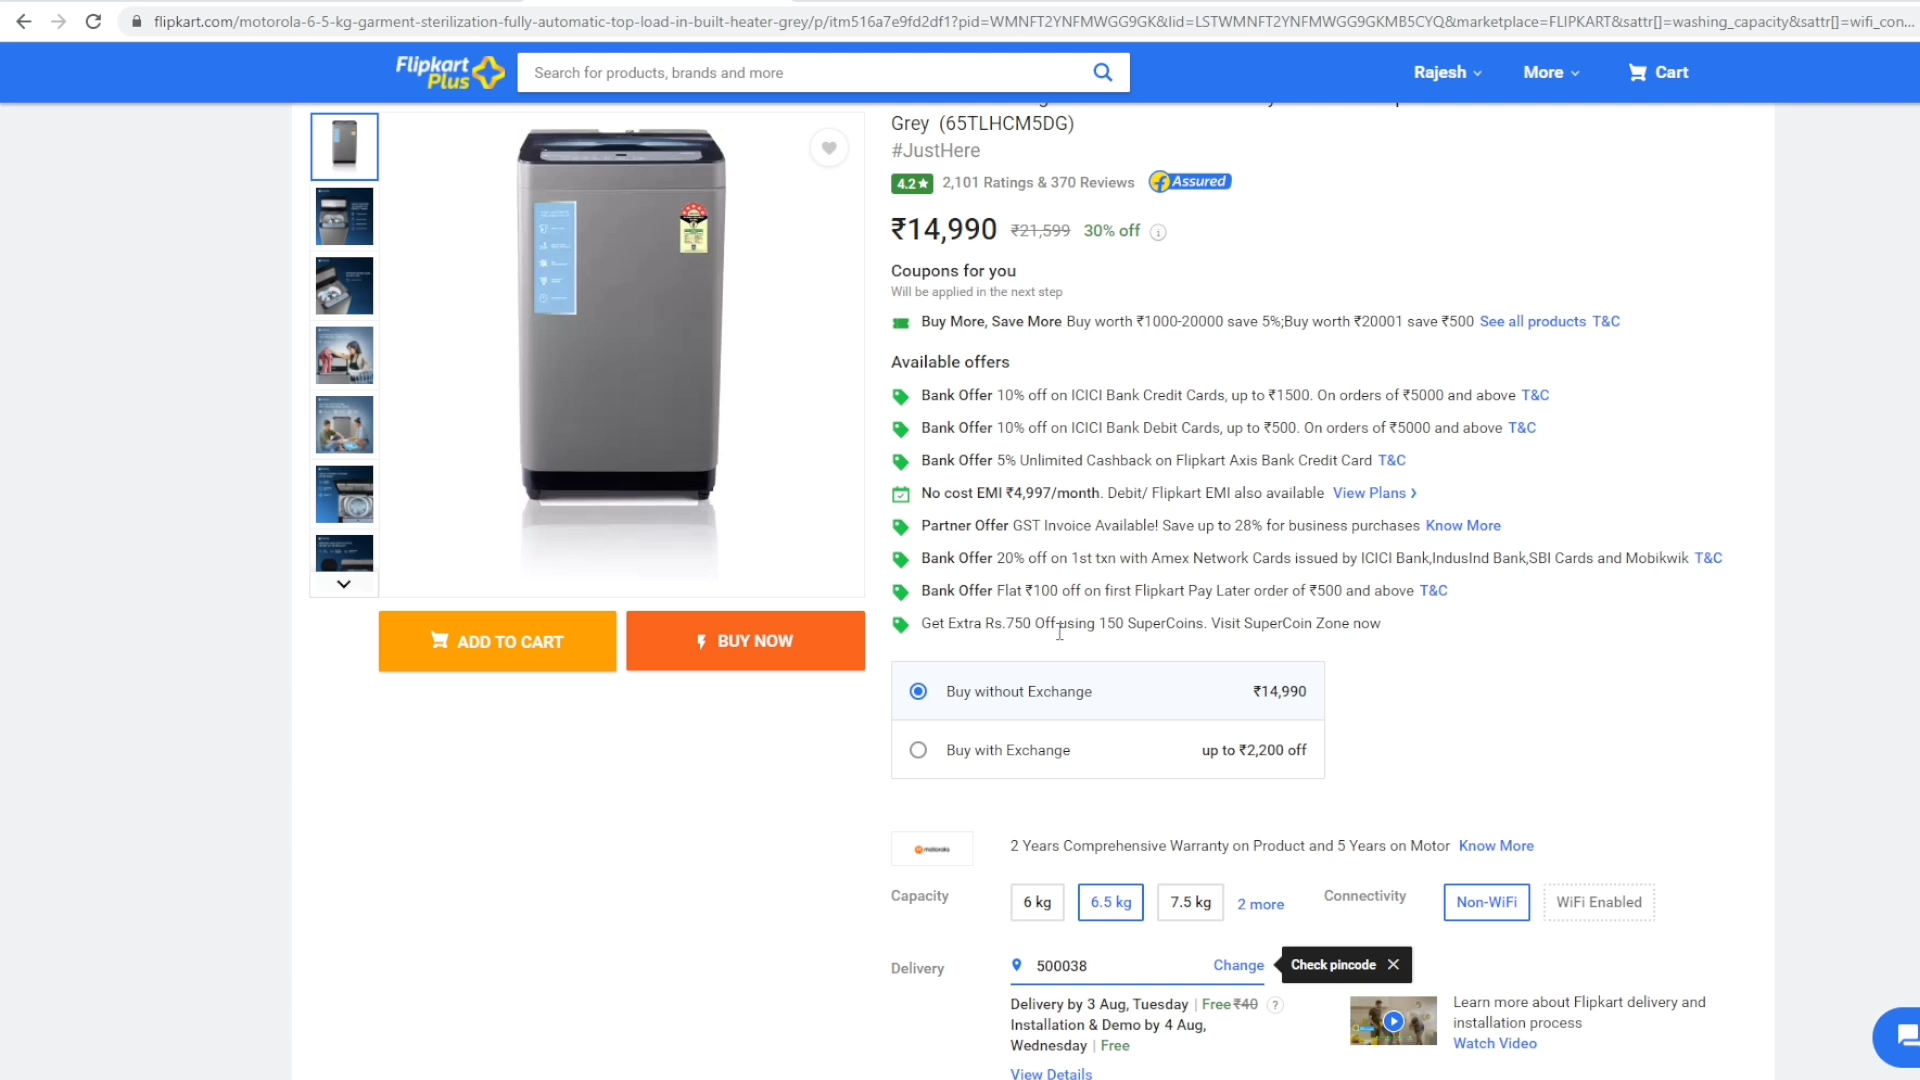 flipkart.com/motorola-6-5-kg-garment-sterilization-fully-automatic-top-load-in-built-heater-grey/p/itm516a7e9fd2df1?pid=WMNFT2YNFMWGG9GK&lid=LSTWMNFT2YNFMWGG9GKMB5CYQ&marketplace=FLIPKART&sattr[]=washing_capacity&sattr[]=wifi_con...
Flipkart
Plus
Search for products, brands and more
Rajesh
More
Cart
Grey (65TLHCM5DG)
#JustHere
4.2★ 2,101 Ratings & 370 Reviews Assured
₹14,990 ₹21,599 30% off
Coupons for you
Will be applied in the next step
Buy More, Save More Buy worth ₹1000-20000 save 5%;Buy worth ₹20001 save ₹500 See all products T&C
Available offers
Bank Offer 10% off on ICICI Bank Credit Cards, up to ₹1500. On orders of ₹5000 and above T&C
Bank Offer 10% off on ICICI Bank Debit Cards, up to ₹500. On orders of ₹5000 and above T&C
Bank Offer 5% Unlimited Cashback on Flipkart Axis Bank Credit Card T&C
No cost EMI ₹4,997/month. Debit/ Flipkart EMI also available View Plans
Partner Offer GST Invoice Available! Save up to 28% for business purchases Know More
Bank Offer 20% off on 1st txn with Amex Network Cards issued by ICICI Bank,IndusInd Bank,SBI Cards and Mobikwik T&C
Bank Offer Flat ₹100 off on first Flipkart Pay Later order of ₹500 and above T&C
Get Extra Rs.750 Off using 150 SuperCoins. Visit SuperCoin Zone now
ADD TO CART
BUY NOW
Buy without Exchange ₹14,990
Buy with Exchange up to ₹2,200 off
motorola
2 Years Comprehensive Warranty on Product and 5 Years on Motor Know More
Capacity
6 kg
6.5 kg
7.5 kg
2 more
Connectivity
Non-WiFi
WiFi Enabled
Delivery
500038
Change
Check pincode
Delivery by 3 Aug, Tuesday | Free ₹40 ?
Installation & Demo by 4 Aug,
Wednesday | Free
View Details
Learn more about Flipkart delivery and
installation process
Watch Video